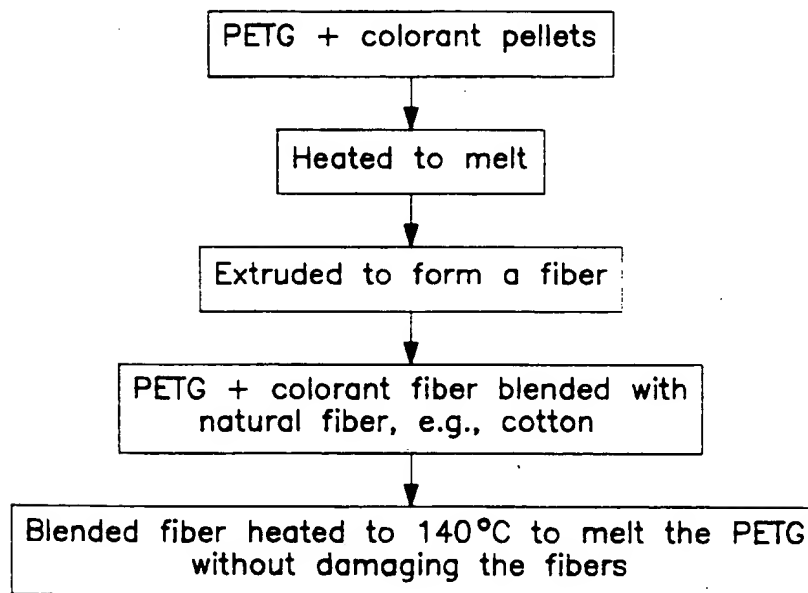 PETG + colorant pellets
Heated to melt
Extruded to form a fiber
PETG + colorant fiber blended with
natural fiber, e.g., cotton
Blended fiber heated to 140°C to melt the PETG
without damaging the fibers